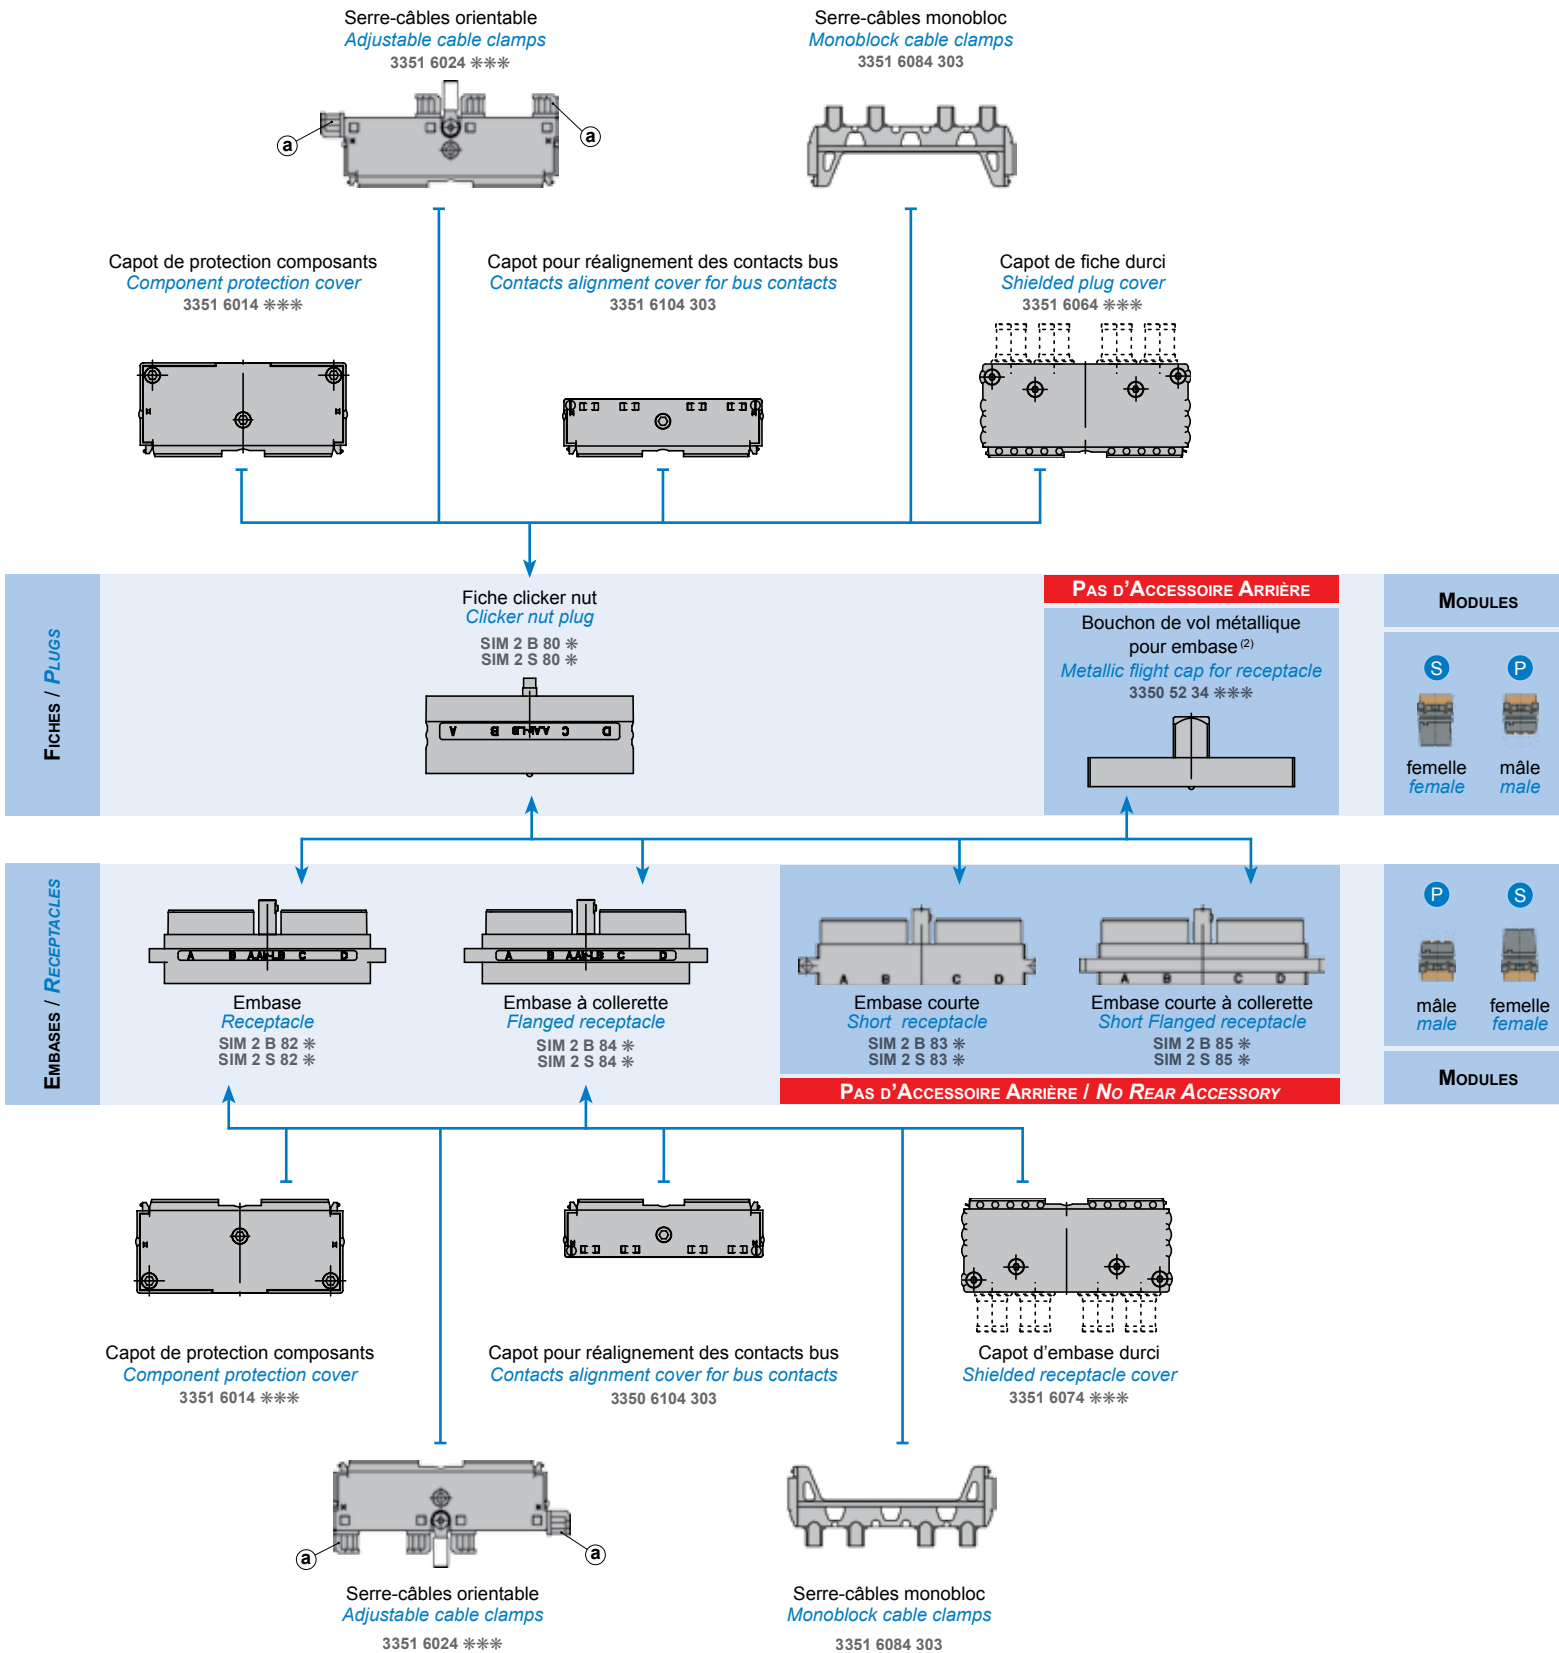 Serre-câbles orientable
Adjustable cable clamps
3351 6024 ✳✳✳
Serre-câbles monobloc
Monoblock cable clamps
3351 6084 303
a
a
Capot de protection composants
Component protection cover
3351 6014 ✳✳✳
Capot pour réalignement des contacts bus
Contacts alignment cover for bus contacts
3351 6104 303
Capot de fiche durci
Shielded plug cover
3351 6064 ✳✳✳
FICHES / PLUGS
Fiche clicker nut
Clicker nut plug
SIM 2 B 80 ✳
SIM 2 S 80 ✳
A B C D
PAS D'ACCESSOIRE ARRIÈRE
Bouchon de vol métallique
pour embase (2)
Metallic flight cap for receptacle
3350 52 34 ✳✳✳
MODULES
S P
femelle mâle
female male
EMBASES / RECEPTACLES
A B C D
Embase
Receptacle
SIM 2 B 82 ✳
SIM 2 S 82 ✳
A B C D
Embase à collerette
Flanged receptacle
SIM 2 B 84 ✳
SIM 2 S 84 ✳
A B C D
Embase courte
Short receptacle
SIM 2 B 83 ✳
SIM 2 S 83 ✳
A B C D
Embase courte à collerette
Short Flanged receptacle
SIM 2 B 85 ✳
SIM 2 S 85 ✳
PAS D'ACCESSOIRE ARRIÈRE / NO REAR ACCESSORY
P S
mâle femelle
male female
MODULES
Capot de protection composants
Component protection cover
3351 6014 ✳✳✳
Capot pour réalignement des contacts bus
Contacts alignment cover for bus contacts
3350 6104 303
Capot d'embase durci
Shielded receptacle cover
3351 6074 ✳✳✳
a
a
Serre-câbles orientable
Adjustable cable clamps
3351 6024 ✳✳✳
Serre-câbles monobloc
Monoblock cable clamps
3351 6084 303